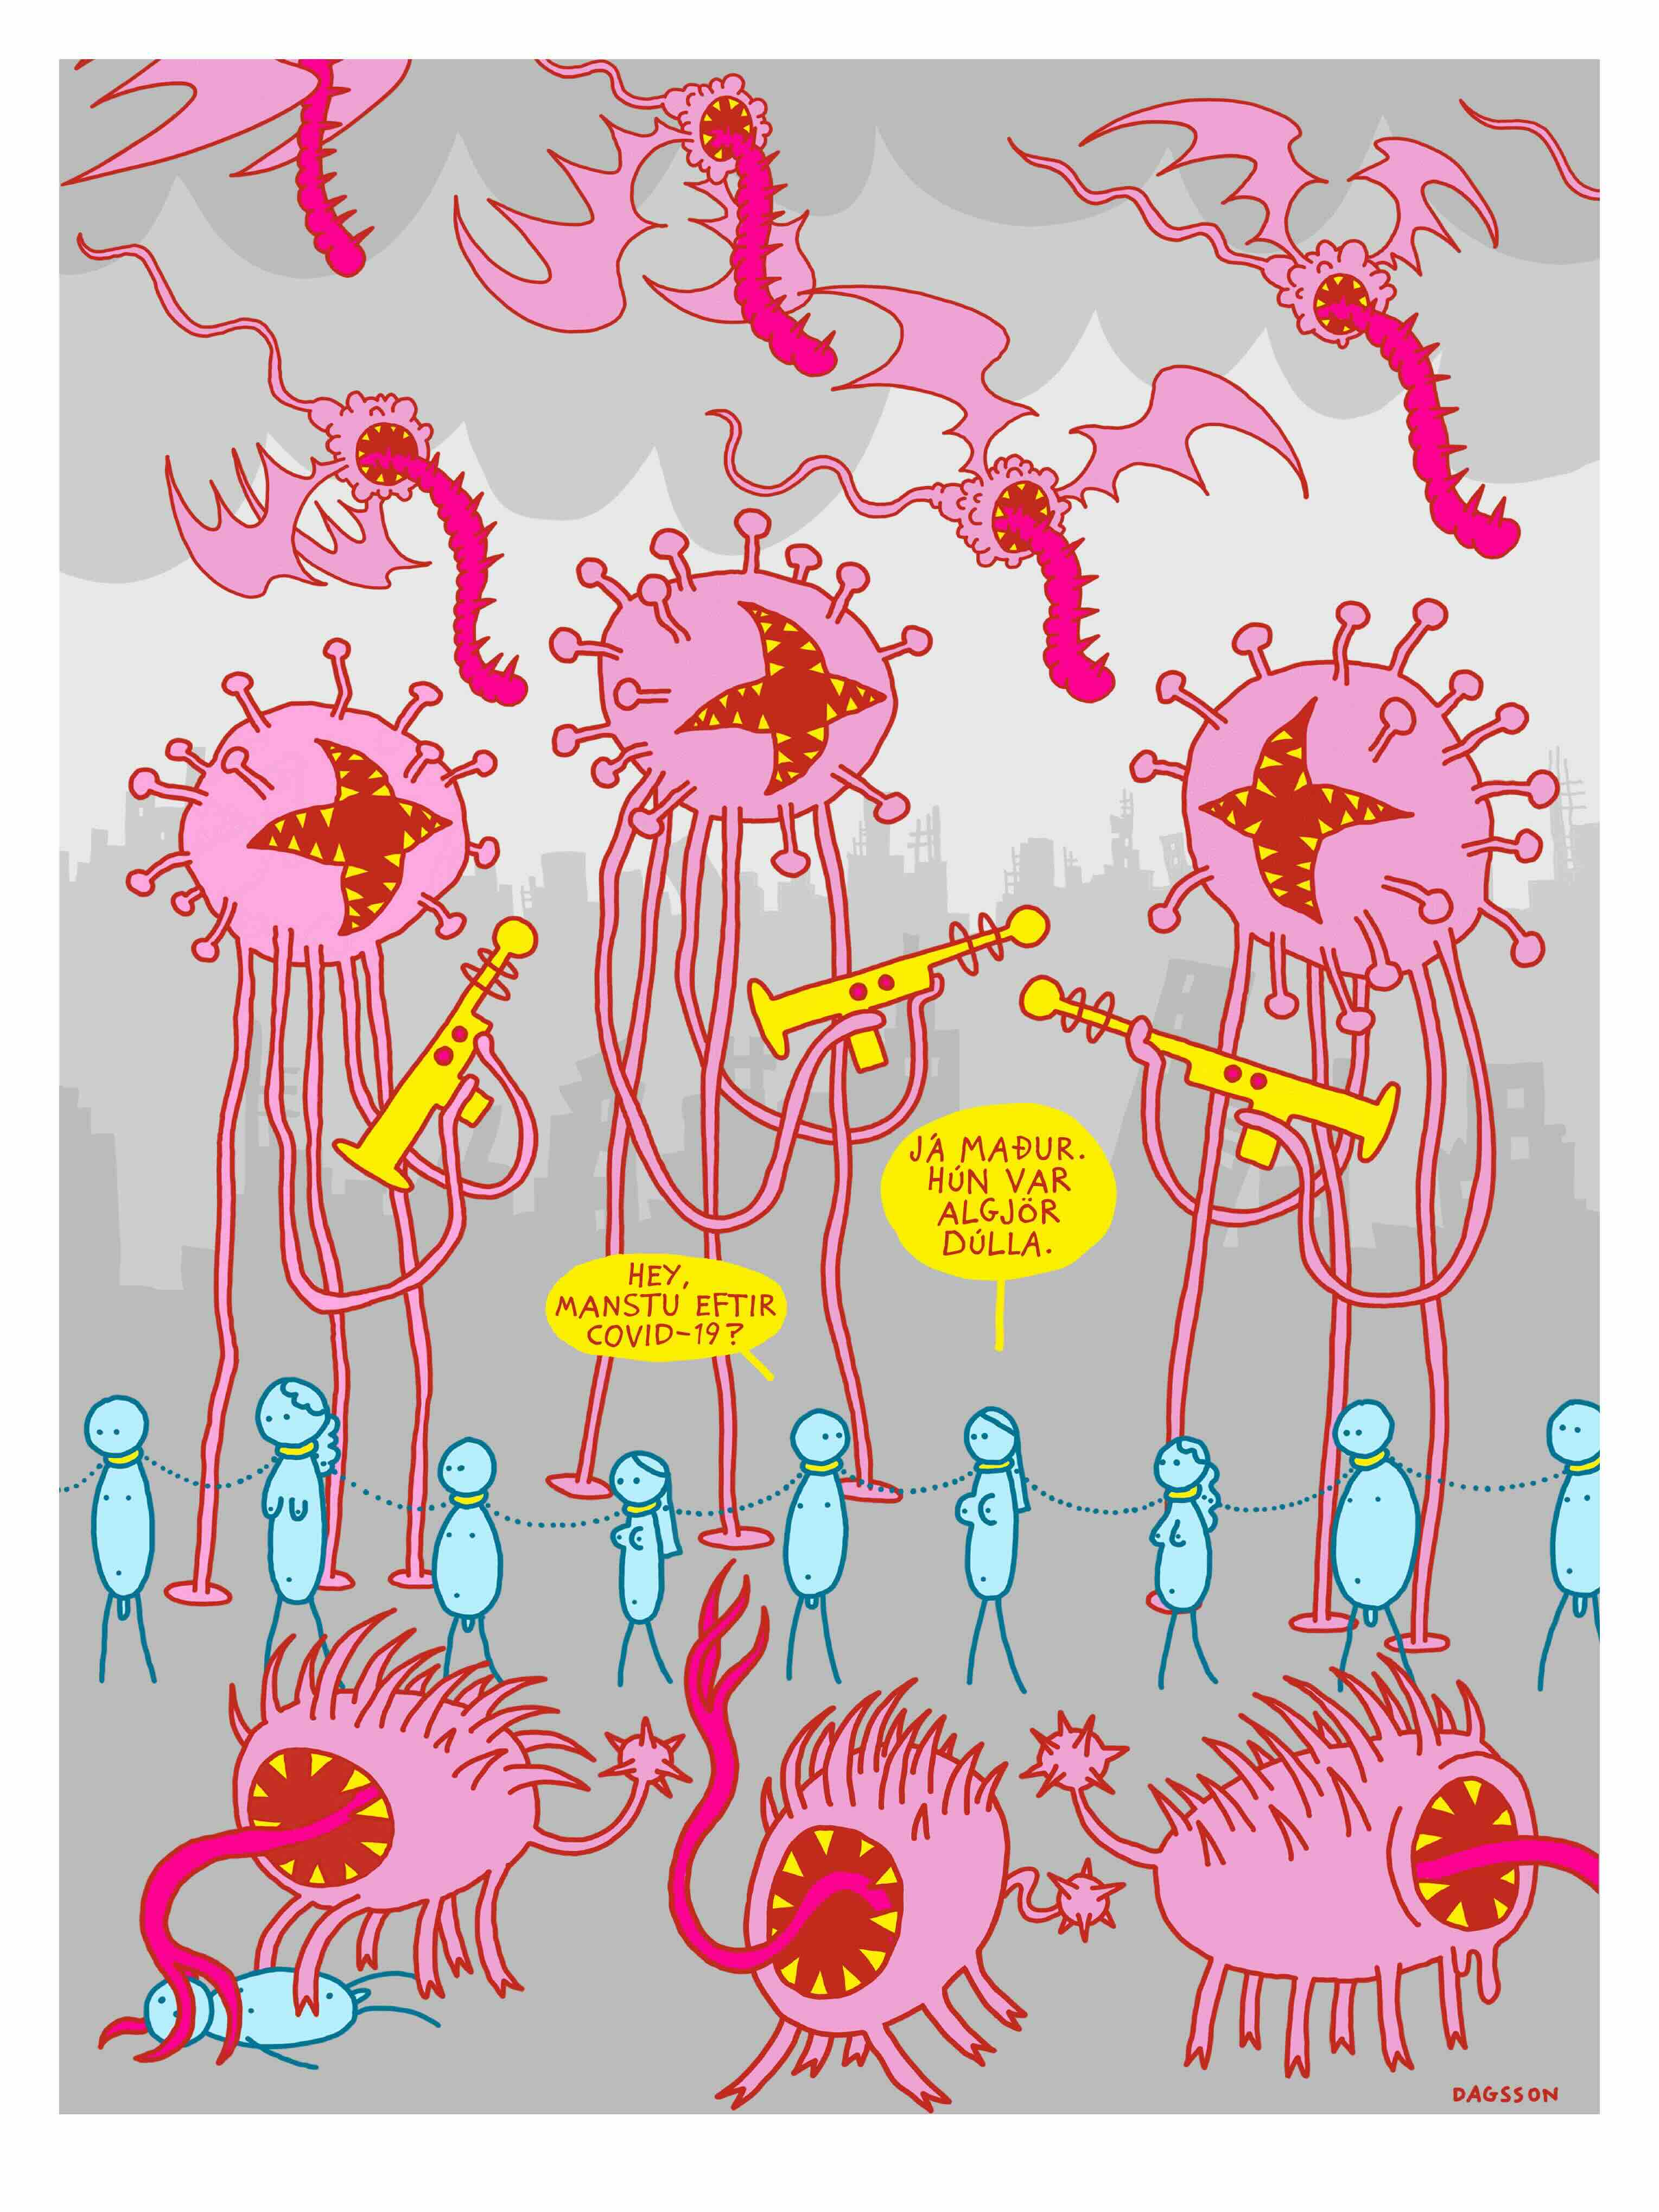 HEY,
MANSTU EFTIR
COVID-19?
JÁ MAÐUR.
HÚN VAR
ALGJÖR
DÚLLA.
DAGSSON